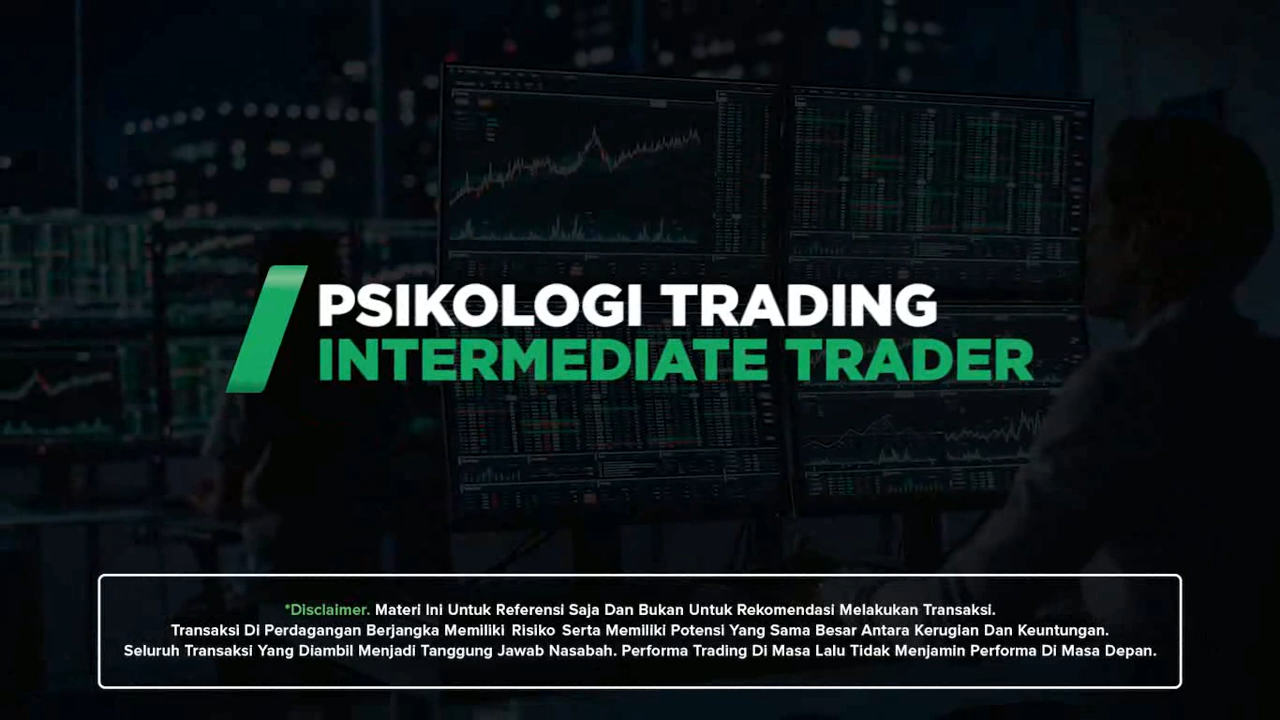 PSIKOLOGI TRADING
INTERMEDIATE TRADER
*Disclaimer. Materi Ini Untuk Referensi Saja Dan Bukan Untuk Rekomendasi Melakukan Transaksi.
Transaksi Di Perdagangan Berjangka Memiliki Risiko Serta Memiliki Potensi Yang Sama Besar Antara Kerugian Dan Keuntungan.
Seluruh Transaksi Yang Diambil Menjadi Tanggung Jawab Nasabah. Performa Trading Di Masa Lalu Tidak Menjamin Performa Di Masa Depan.